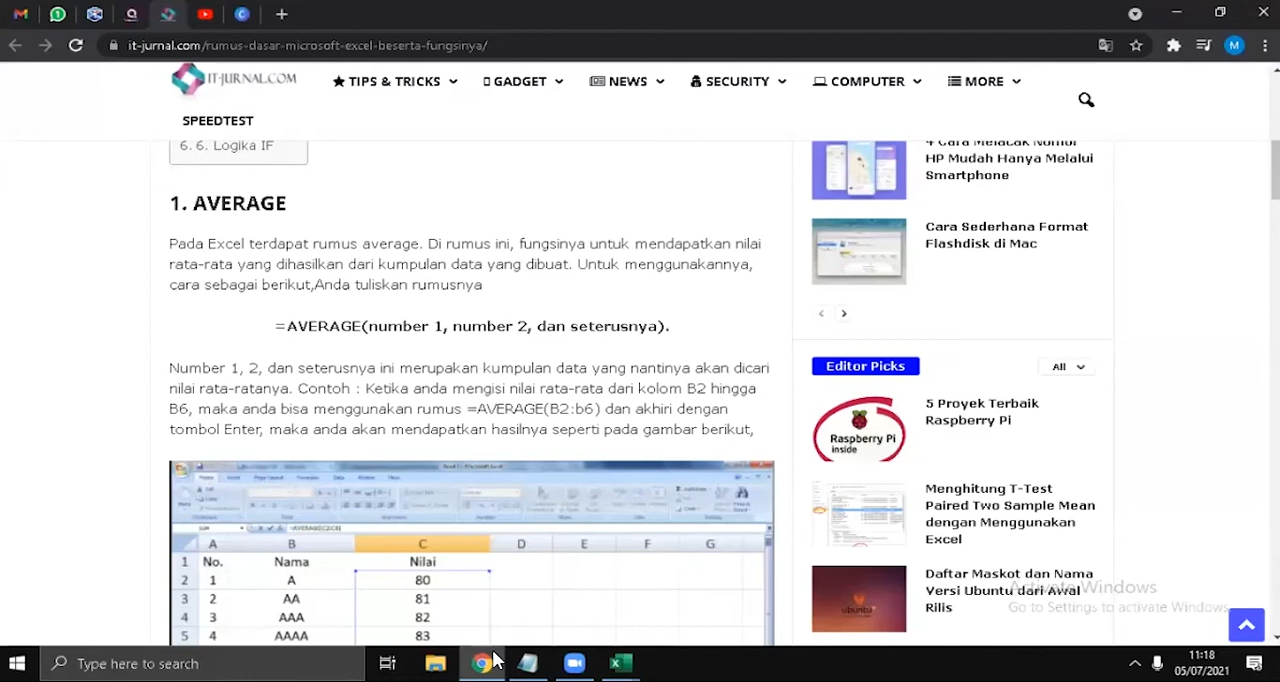 it-jurnal.com/rumus-dasar-microsoft-excel-beserta-fungsinya/
M
IT-JURNAL.COM
TIPS & TRICKS
GADGET
NEWS
SECURITY
COMPUTER
MORE
SPEEDTEST
6. 6. Logika IF
1. AVERAGE
Pada Excel terdapat rumus average. Di rumus ini, fungsinya untuk mendapatkan nilai
rata-rata yang dihasilkan dari kumpulan data yang dibuat. Untuk menggunakannya,
cara sebagai berikut,Anda tuliskan rumusnya
=AVERAGE(number 1, number 2, dan seterusnya).
Number 1, 2, dan seterusnya ini merupakan kumpulan data yang nantinya akan dicari
nilai rata-ratanya. Contoh : Ketika anda mengisi nilai rata-rata dari kolom B2 hingga
B6, maka anda bisa menggunakan rumus =AVERAGE(B2:b6) dan akhiri dengan
tombol Enter, maka anda akan mendapatkan hasilnya seperti pada gambar berikut,
A B C D E F G
1 No. Nama Nilai
2 1 A 80
3 2 AA 81
4 3 AAA 82
5 4 AAAA 83
4 Cara Melacak Nomor
HP Mudah Hanya Melalui
Smartphone
Cara Sederhana Format
Flashdisk di Mac
Editor Picks
All
Raspberry Pi
inside
5 Proyek Terbaik
Raspberry Pi
Menghitung T-Test
Paired Two Sample Mean
dengan Menggunakan
Excel
ubuntu
Daftar Maskot dan Nama
Versi Ubuntu dari Awal
Rilis
Activate Windows
Go to Settings to activate Windows.
Type here to search
11:18
05/07/2021